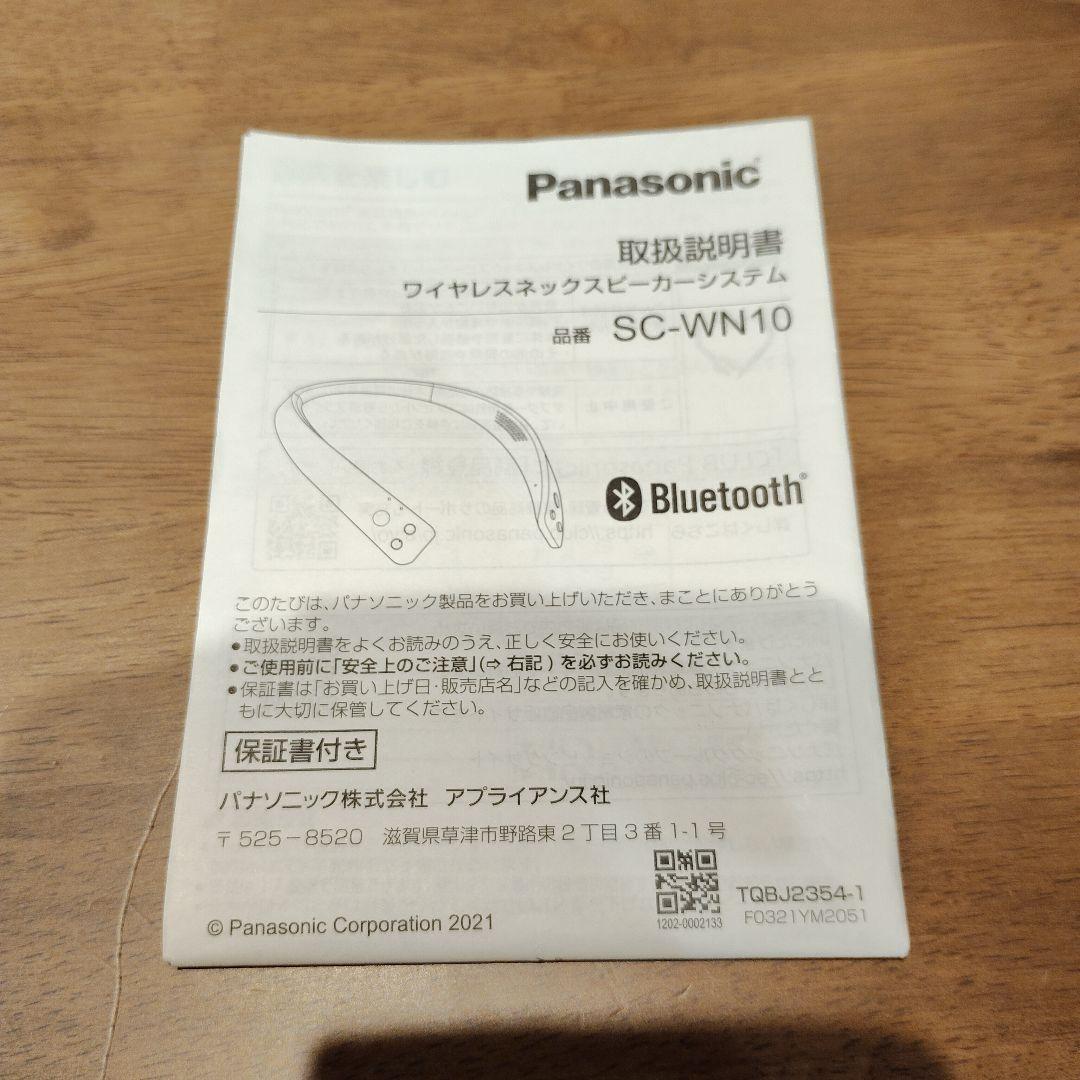 Panasonic
取扱説明書
ワイヤレスネックスピーカーシステム
品番 SC-WN10
Bluetooth®
このたびは、パナソニック製品をお買い上げいただき、まことにありがとう
ございます。
●取扱説明書をよくお読みのうえ、正しく安全にお使いください。
●ご使用前に「安全上のご注意」(⇨ 右記)を必ずお読みください。
●保証書は「お買い上げ日・販売店名」などの記入を確かめ、取扱説明書とと
もに大切に保管してください。
保証書付き
パナソニック株式会社 アプライアンス社
〒525－8520 滋賀県草津市野路東2丁目3番1-1号
1202-0002133
TQBJ2354-1
F0321YM2051
© Panasonic Corporation 2021